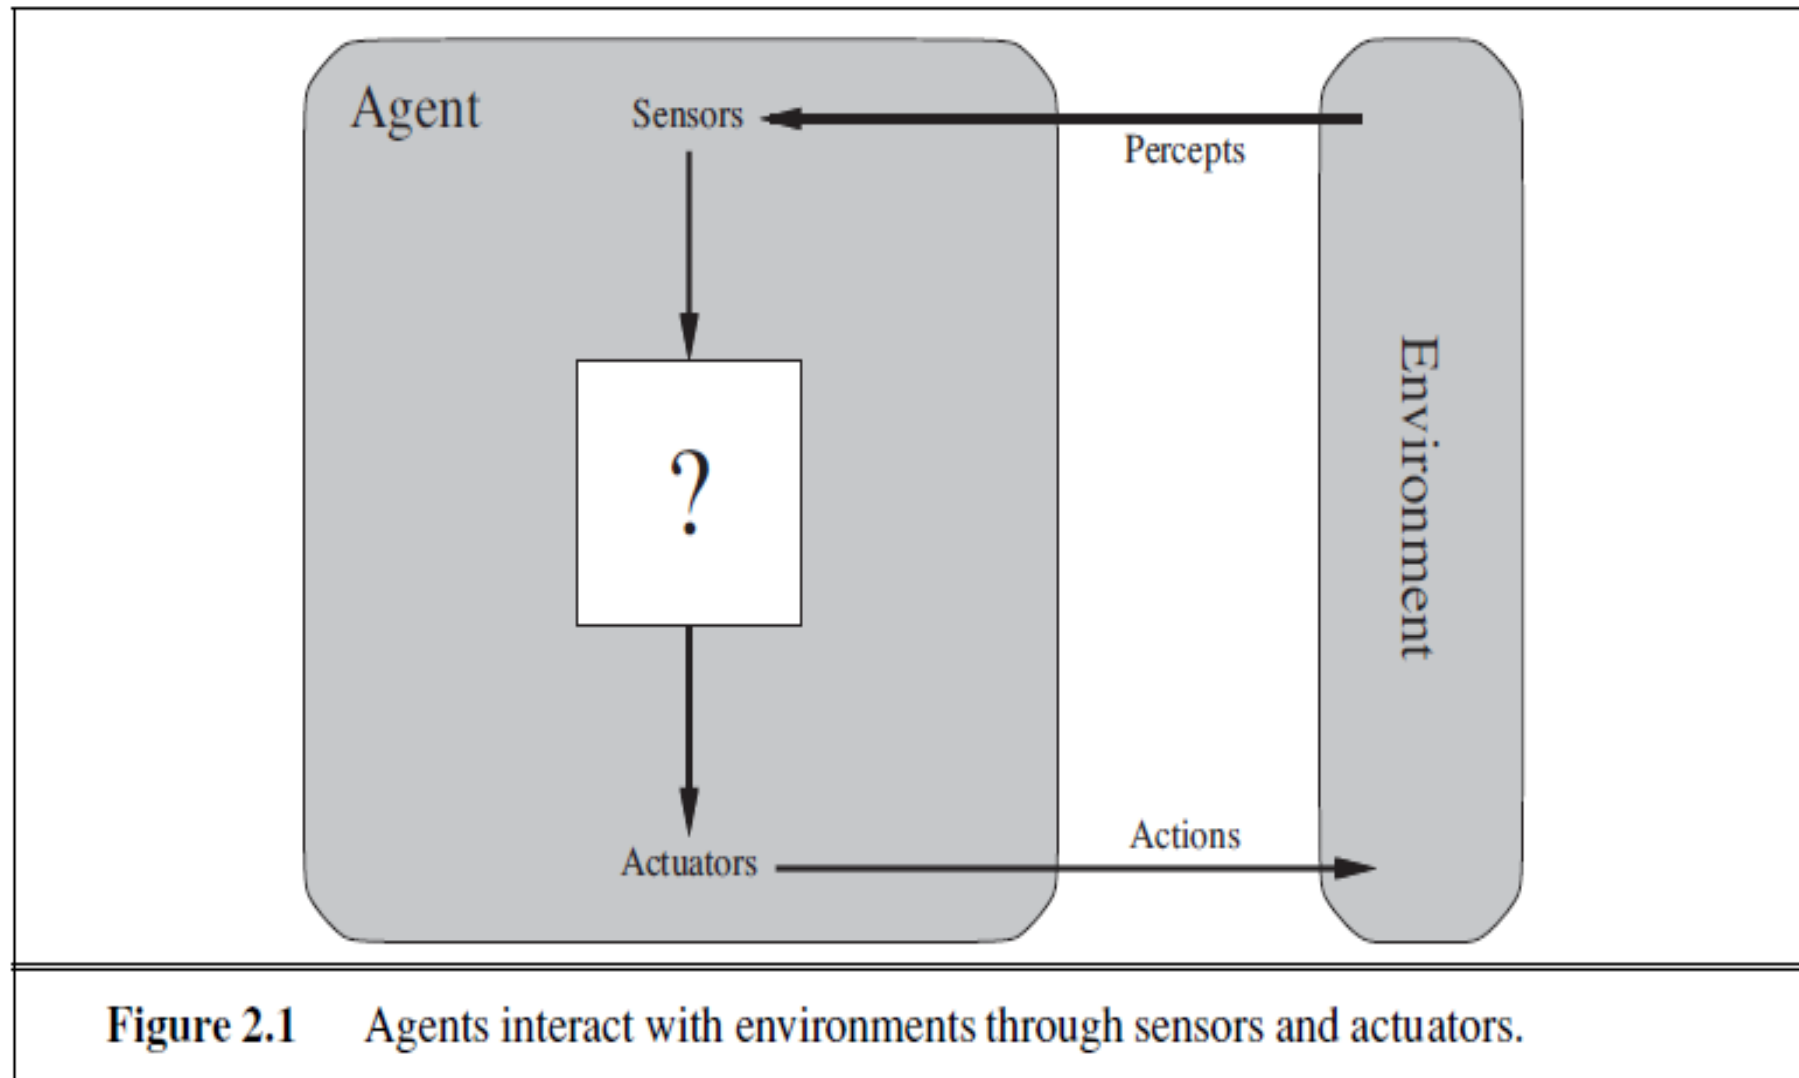 Agent
Sensors
Percepts
?
Environment
Actions
Actuators
Figure 2.1 Agents interact with environments through sensors and actuators.